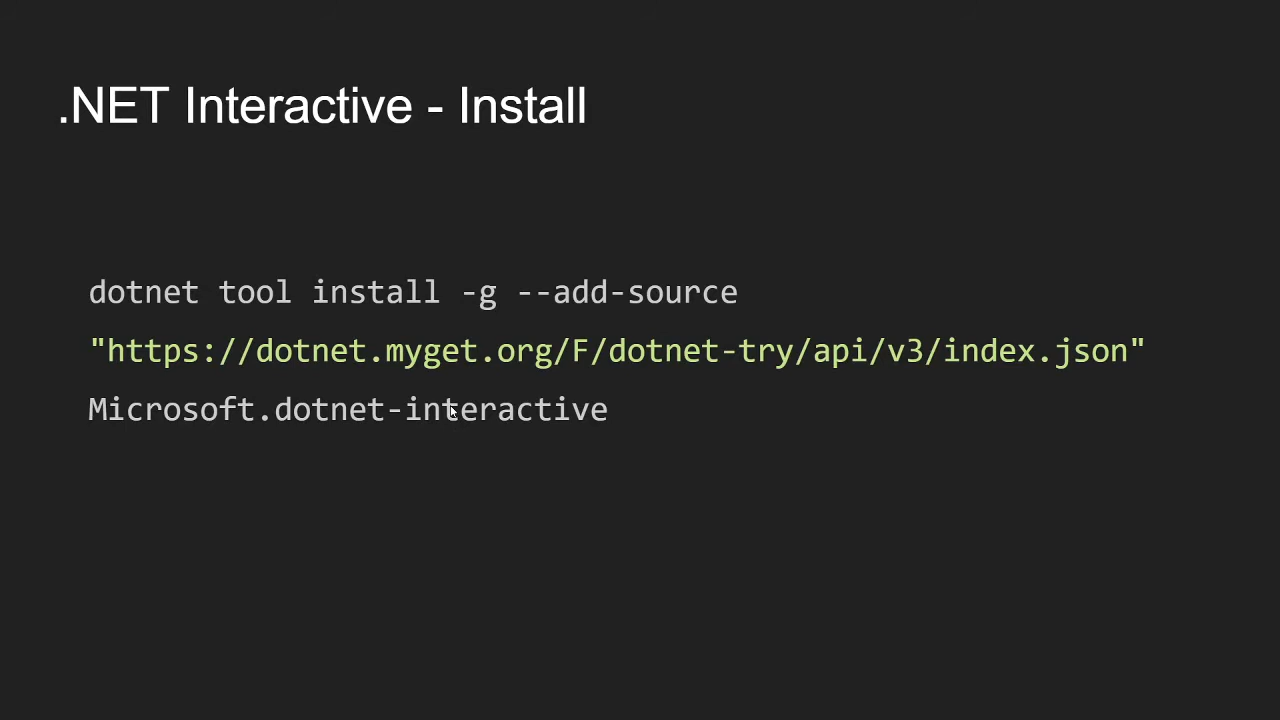 .NET Interactive - Install
dotnet tool install -g --add-source
"https://dotnet.myget.org/F/dotnet-try/api/v3/index.json"
Microsoft.dotnet-interactive